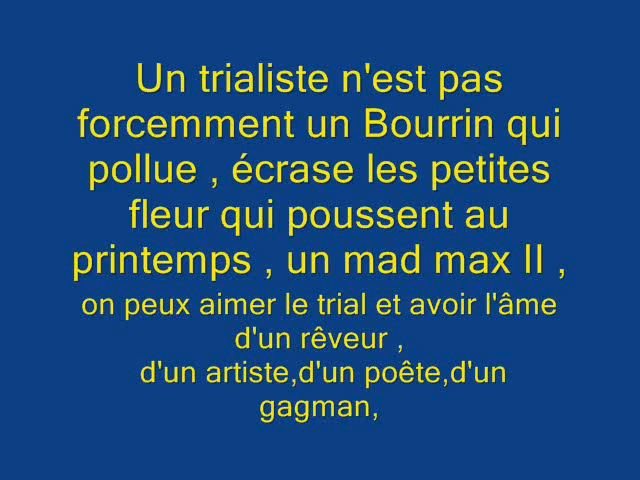 Un trialiste n'est pas
forcemment un Bourrin qui
pollue , écrase les petites
fleur qui poussent au
printemps , un mad max II ,
on peux aimer le trial et avoir l'âme
d'un rêveur ,
d'un artiste,d'un poête,d'un
gagman,